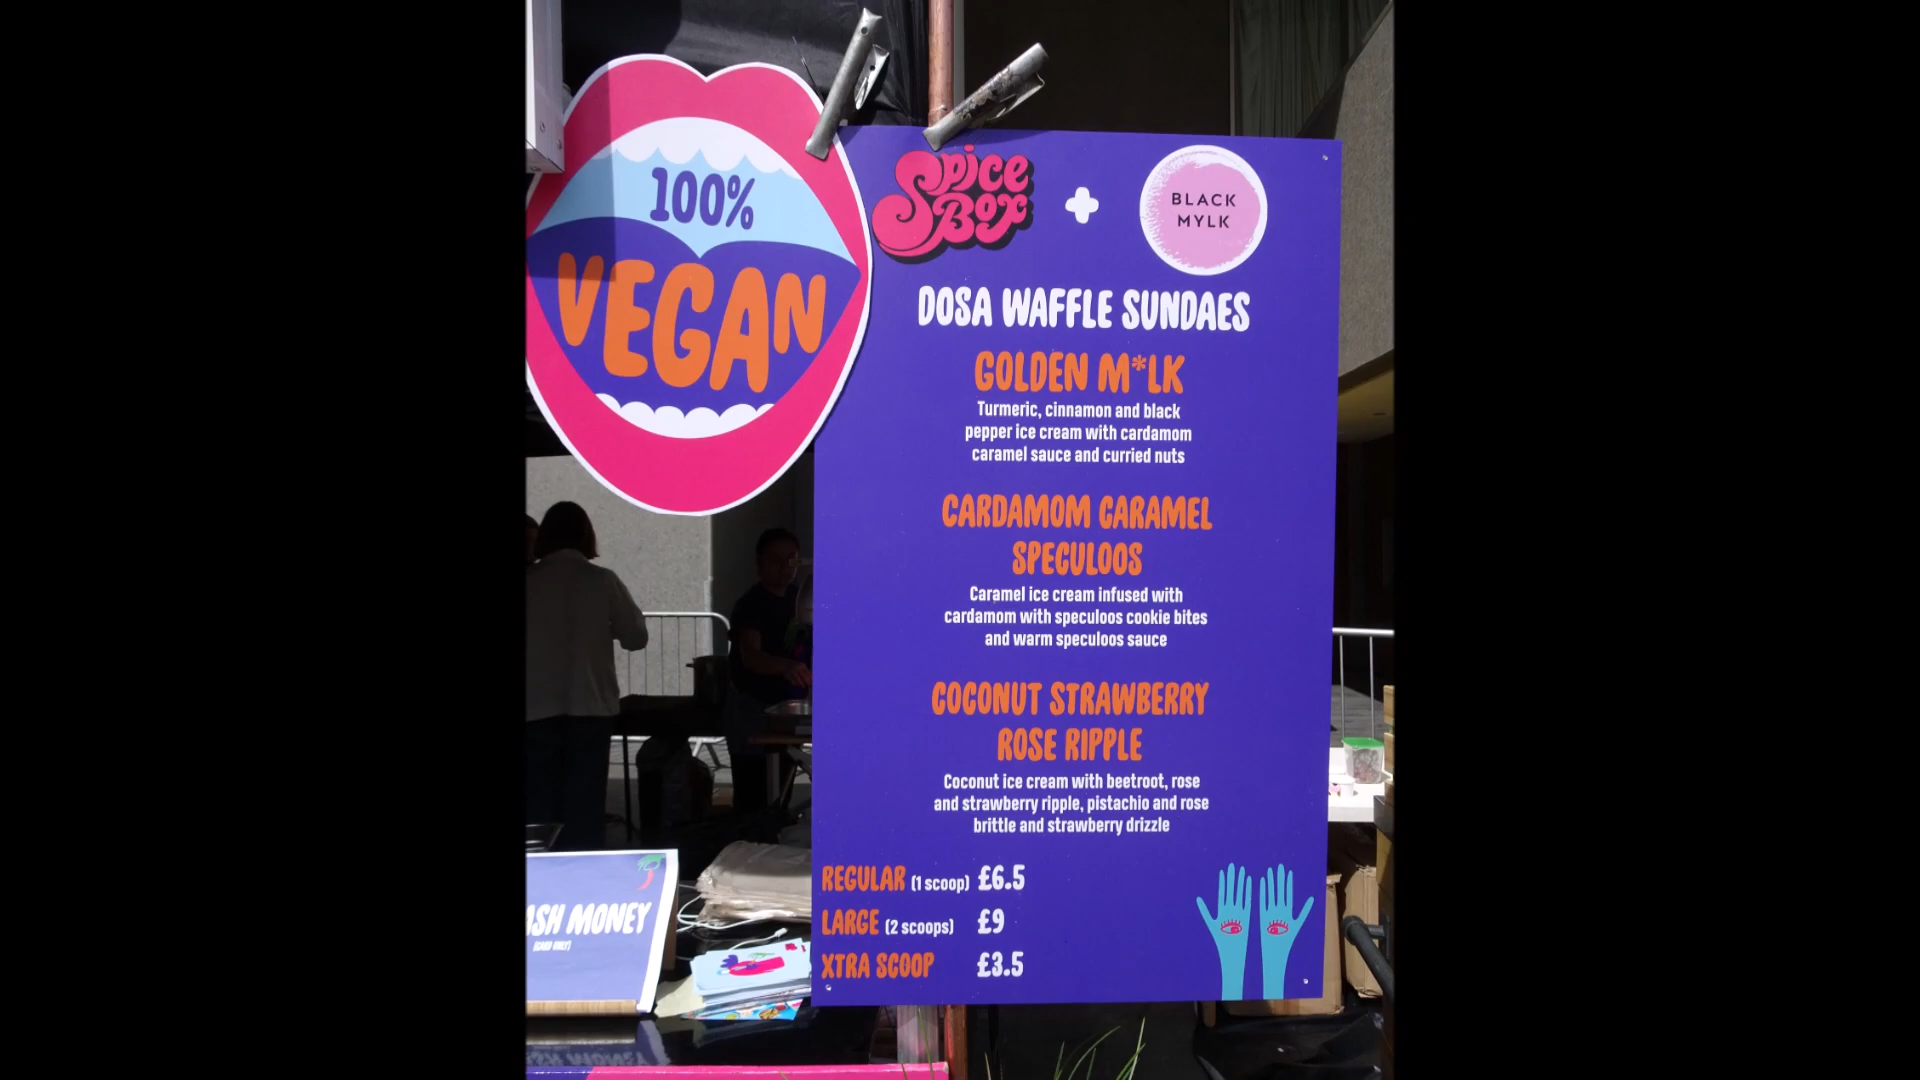 100%
VEGAN
Spice
Box
+
BLACK
MYLK
DOSA WAFFLE SUNDAES
GOLDEN M*LK
Turmeric, cinnamon and black
pepper ice cream with cardamom
caramel sauce and curried nuts
CARDAMOM CARAMEL
SPECULOOS
Caramel ice cream infused with
cardamom with speculoos cookie bites
and warm speculoos sauce
COCONUT STRAWBERRY
ROSE RIPPLE
Coconut ice cream with beetroot, rose
and strawberry ripple, pistachio and rose
brittle and strawberry drizzle
REGULAR (1 scoop) £6.5
LARGE (2 scoops) £9
XTRA SCOOP £3.5
ASH MONEY
(CARD ONLY)